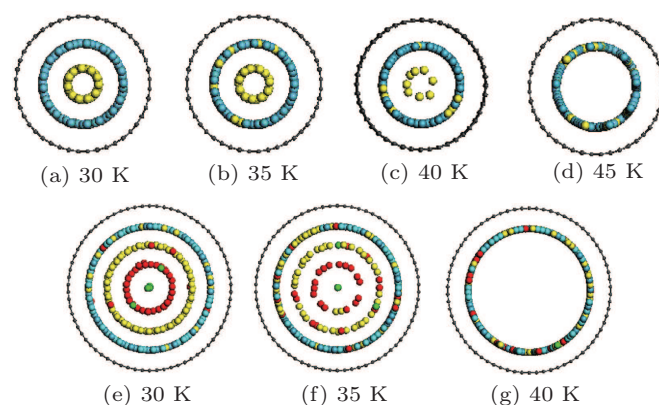 (a) 30 K
(b) 35 K
(c) 40 K
(d) 45 K
(e) 30 K
(f) 35 K
(g) 40 K